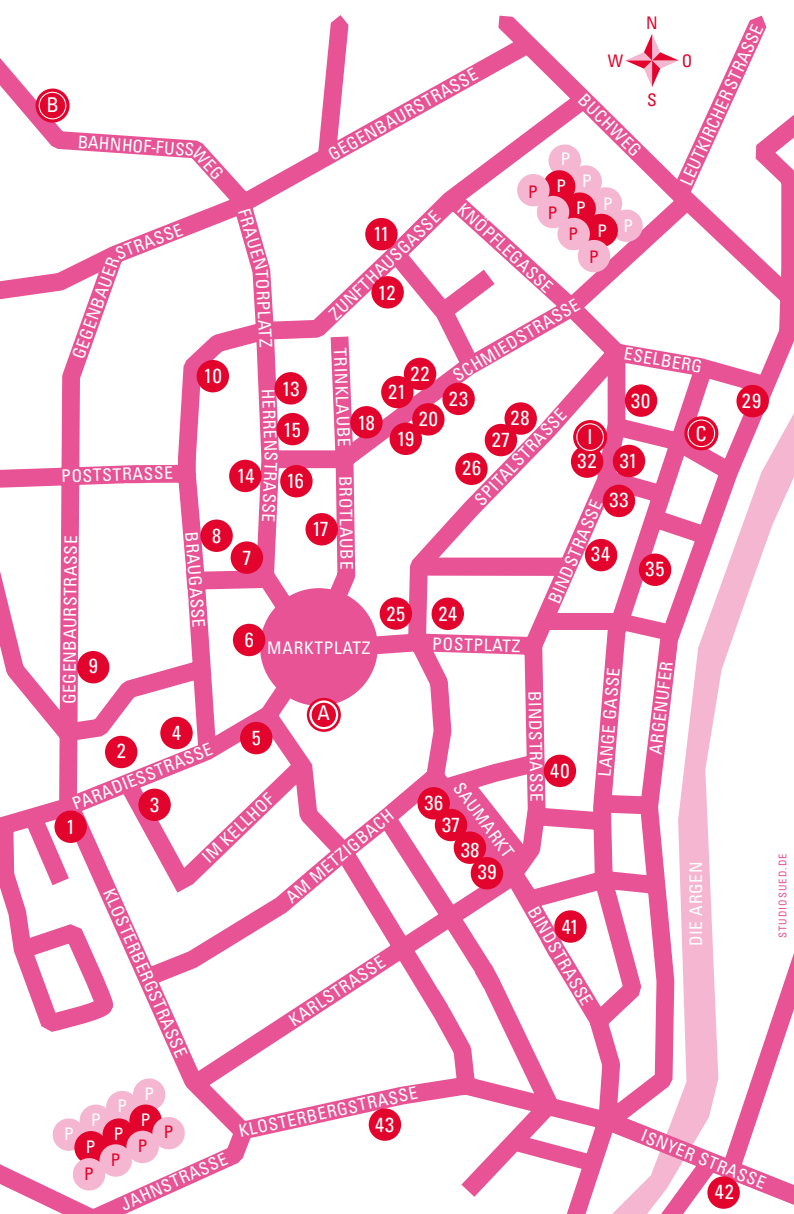 N
W
O
S
B
BAHNHOF-FUSSWEG
GEGENBAURSTRASSE
BUCHWEG
LEUTKIRCHERSTRASSE
P
P
P
P
P
P
P
P
P
P
P
GEGENBAUERSTRASSE
FRAUENTORPLATZ
11
ZUNFTHAUSGASSE
12
KNÖPFLEGASSE
SCHMIEDSTRASSE
ESELBERG
10
13
HERRENSTRASSE
TRINKLAUBE
22
21
23
18
20
19
15
28
27
26
SPITALSTRASSE
30
29
I
C
32
31
33
POSTSTRASSE
14
16
BROTLAUBE
17
8
7
BRAUGASSE
BINDSTRASSE
34
35
GEGENBAURSTRASSE
6
MARKTPLATZ
25
24
POSTPLATZ
9
A
BINDSTRASSE
LANGE GASSE
ARGENUFER
2
4
5
PARADIESSTRASSE
3
1
IM KELLHOF
AM METZIGBACH
40
SAUMARKT
36
37
38
39
DIE ARGEN
STUDIOSUED.DE
41
BINDSTRASSE
KLOSTERBERGSTRASSE
KARLSTRASSE
P
P
P
P
P
P
P
P
P
P
KLOSTERBERGSTRASSE
43
JAHNSTRASSE
ISNYER STRASSE
42